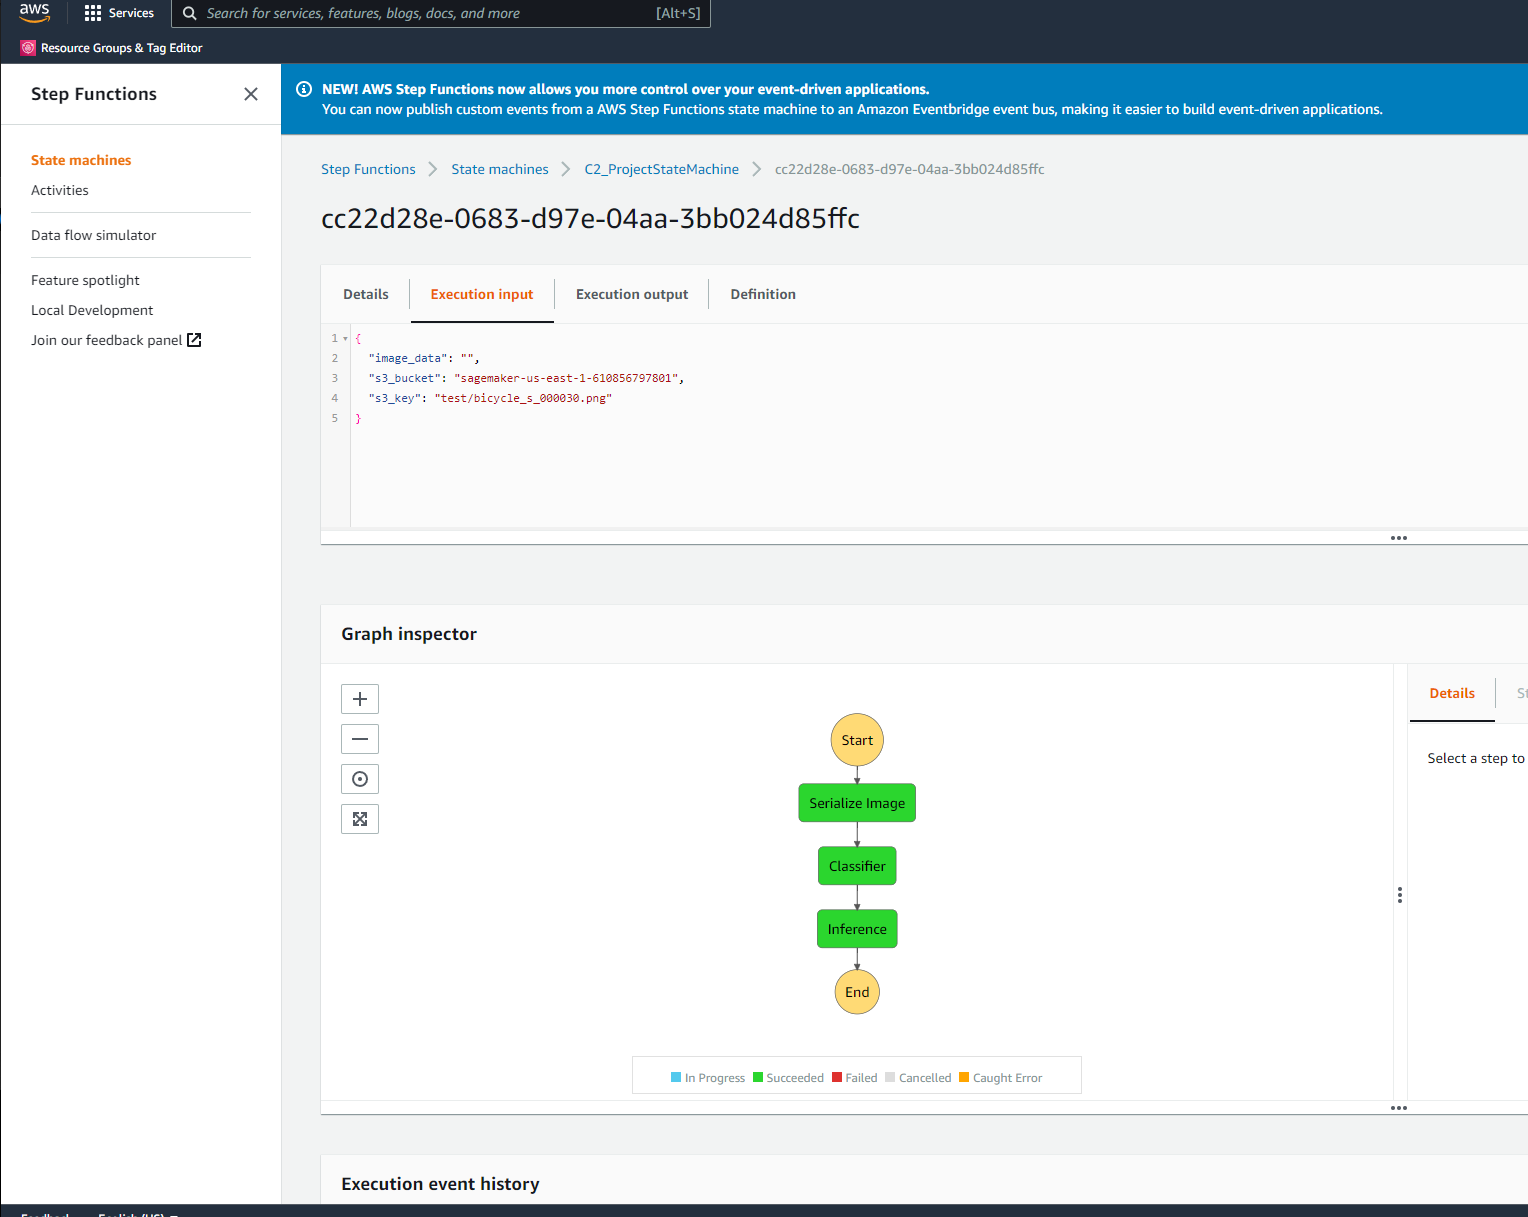 aws
Services
Search for services, features, blogs, docs, and more
[Alt+S]
Resource Groups & Tag Editor
Step Functions
State machines
Activities
Data flow simulator
Feature spotlight
Local Development
Join our feedback panel
NEW! AWS Step Functions now allows you more control over your event-driven applications.
You can now publish custom events from a AWS Step Functions state machine to an Amazon Eventbridge event bus, making it easier to build event-driven applications.
Step Functions State machines C2_ProjectStateMachine cc22d28e-0683-d97e-04aa-3bb024d85ffc
cc22d28e-0683-d97e-04aa-3bb024d85ffc
Details Execution input Execution output Definition
1 {
2 "image_data": "",
3 "s3_bucket": "sagemaker-us-east-1-610856797801",
4 "s3_key": "test/bicycle_s_000030.png"
5 }
Graph inspector
Start
Serialize Image
Classifier
Inference
End
In Progress Succeeded Failed Cancelled Caught Error
Details
Select a step to
Execution event history